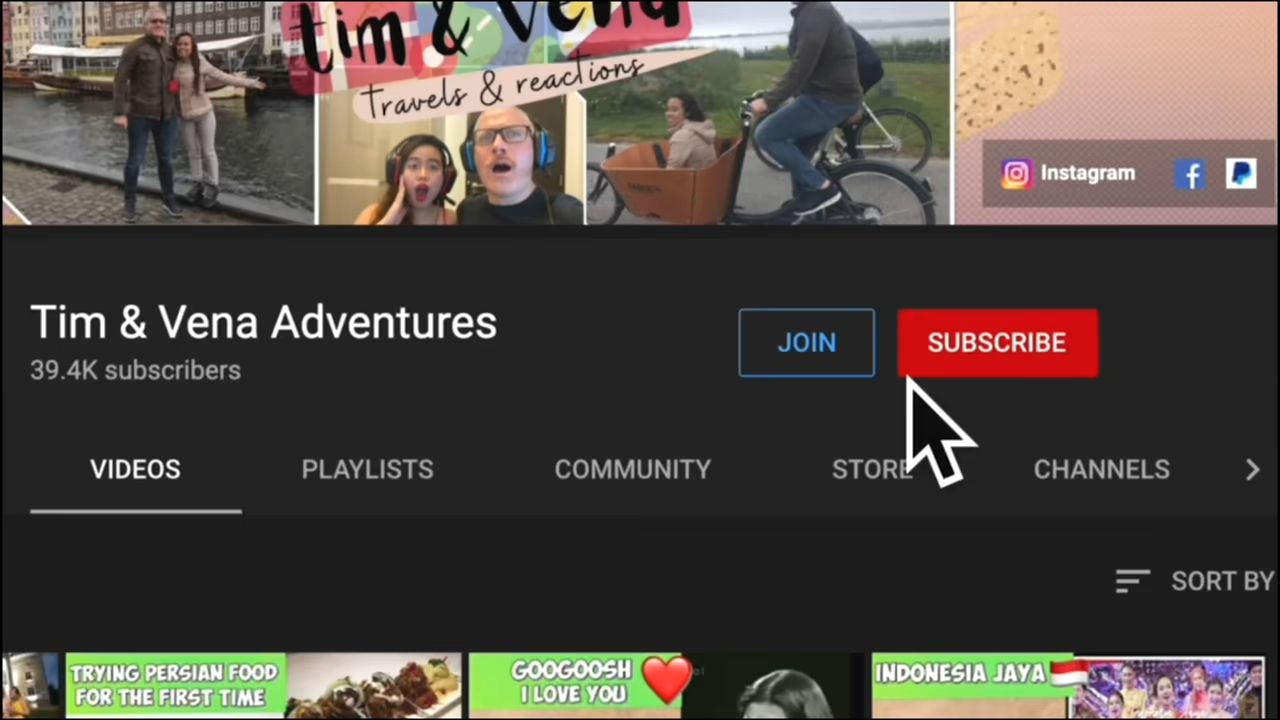 Tim & Vena
Travels & reactions
Instagram
Tim & Vena Adventures
39.4K subscribers
JOIN
SUBSCRIBE
VIDEOS
PLAYLISTS
COMMUNITY
STORE
CHANNELS
SORT BY
TRYING PERSIAN FOOD
FOR THE FIRST TIME
GOOGOOSH
I LOVE YOU
INDONESIA JAYA